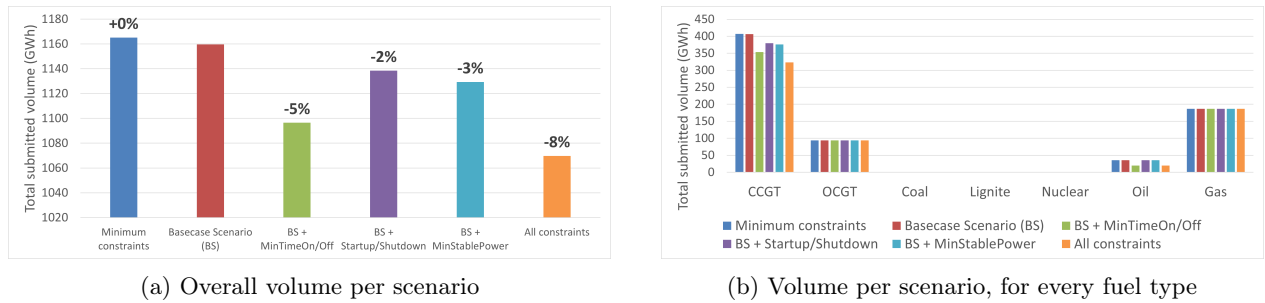 Total submitted volume (GWh)
1180
1160
1140
1120
1100
1080
1060
1040
1020
+0%
-5%
-2%
-3%
-8%
Minimum
constraints
Basecase Scenario
(BS)
BS +
MinTimeOn/Off
BS +
Startup/Shutdown
BS +
MinStablePower
All constraints
(a) Overall volume per scenario
Total submitted volume (GWh)
450
400
350
300
250
200
150
100
50
0
CCGT
OCGT
Coal
Lignite
Nuclear
Oil
Gas
Minimum constraints
Basecase Scenario (BS)
BS + MinTimeOn/Off
BS + Startup/Shutdown
BS + MinStablePower
All constraints
(b) Volume per scenario, for every fuel type